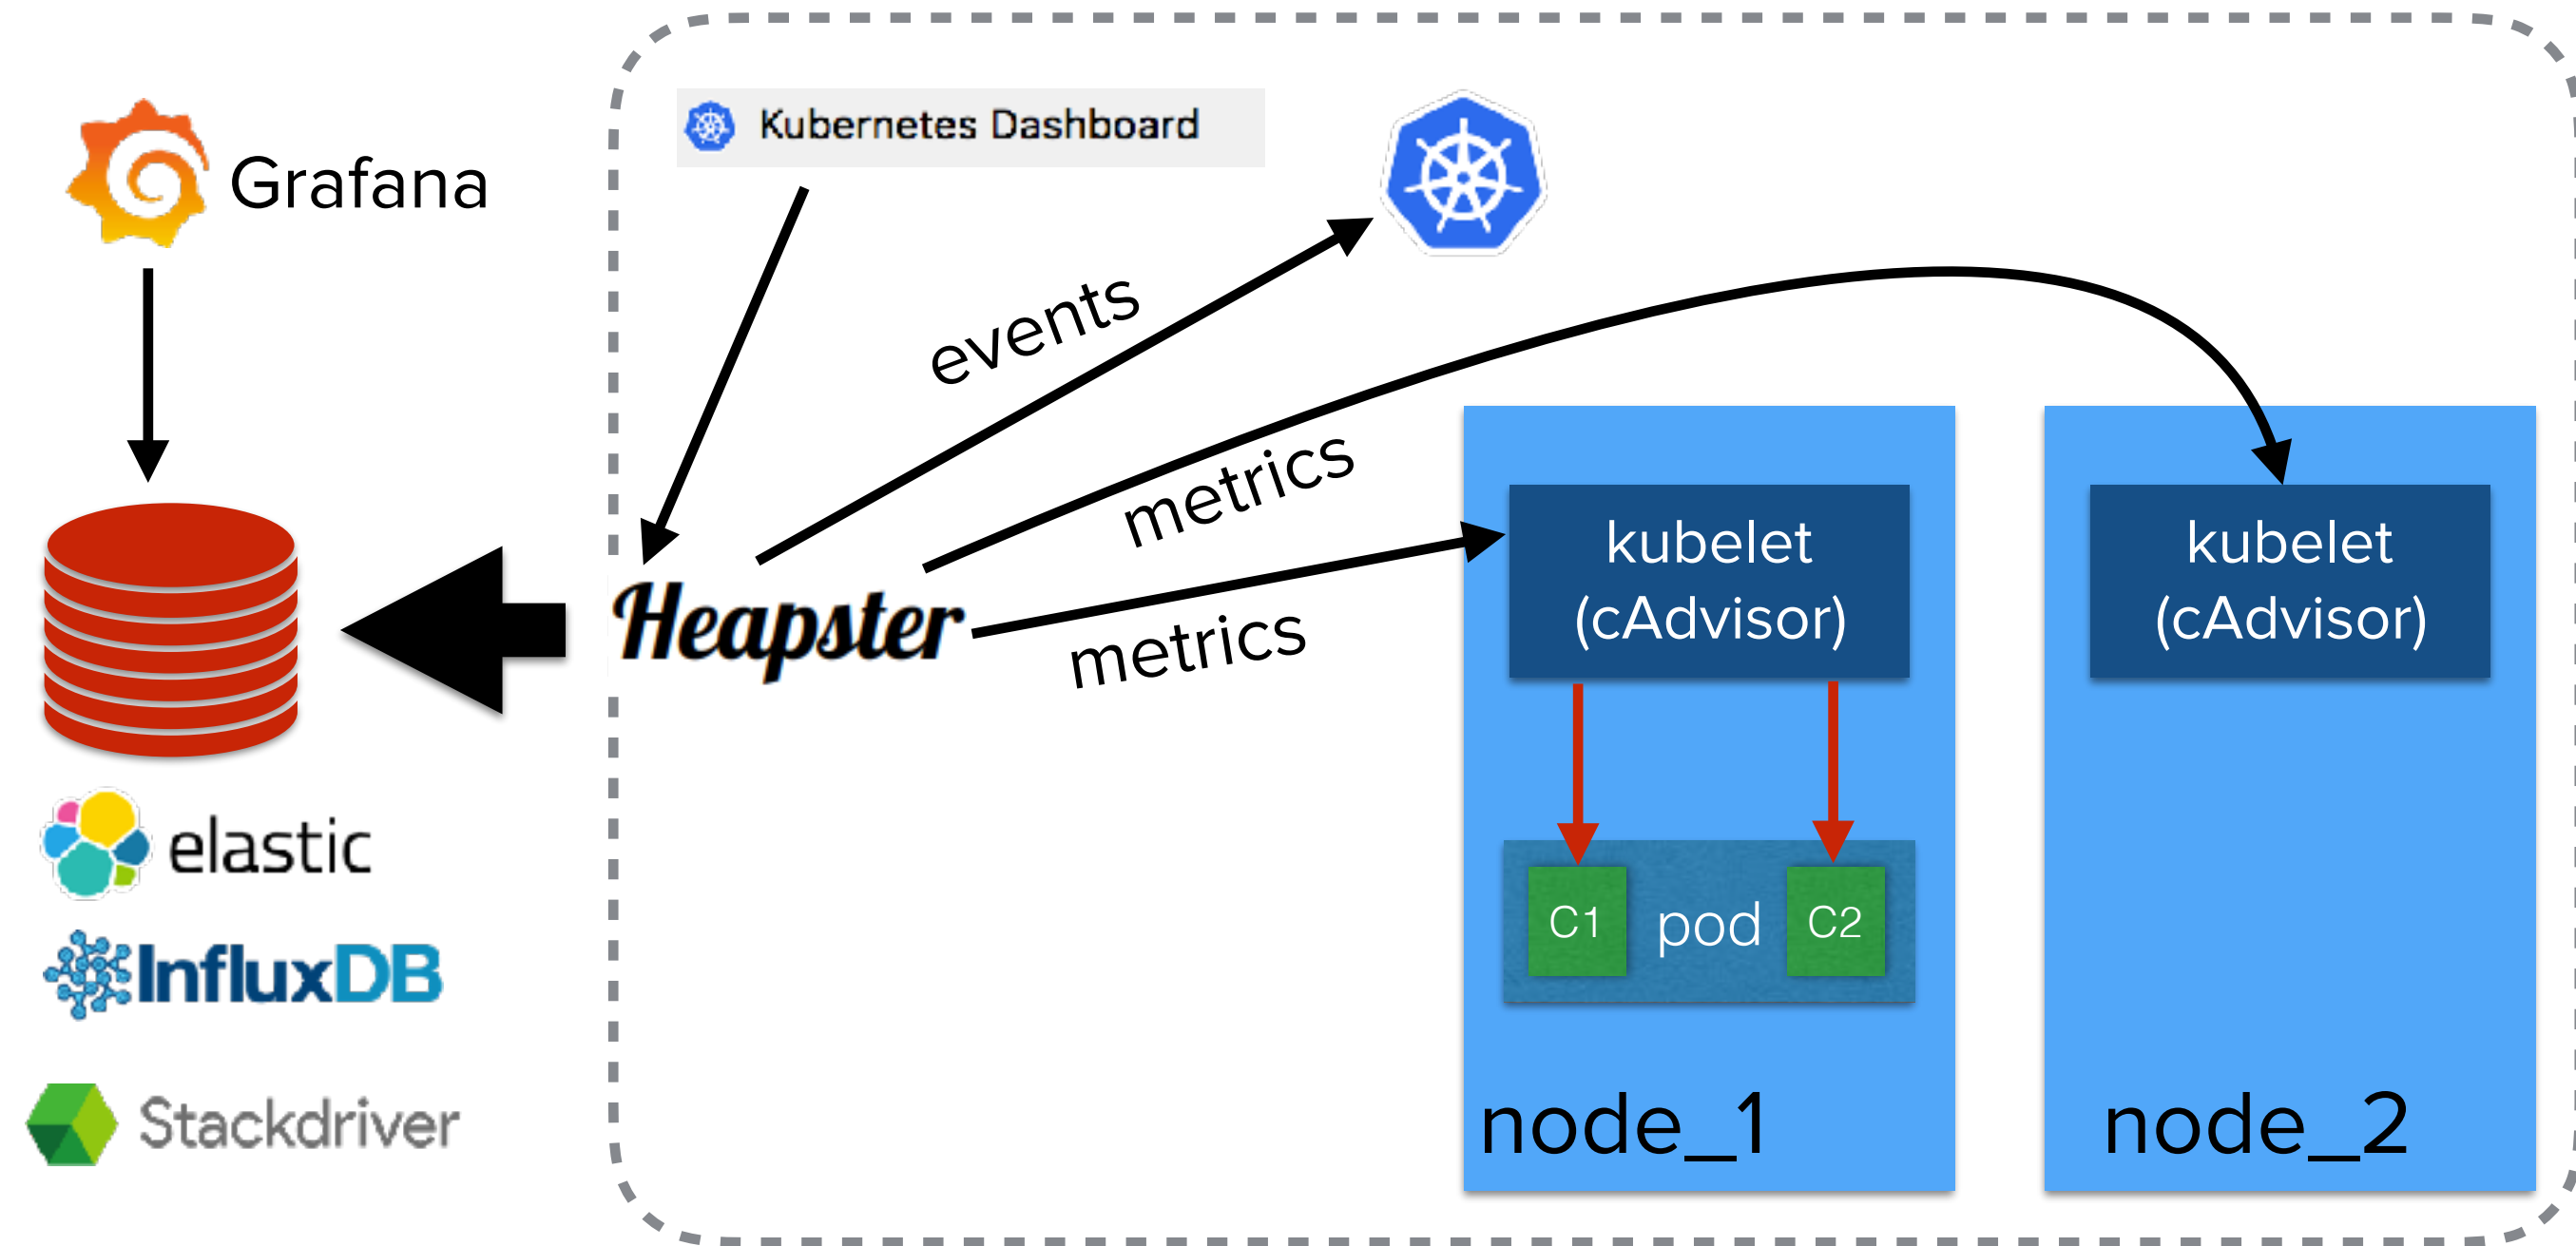 Grafana
Kubernetes Dashboard
events
metrics
metrics
Heapster
kubelet
(cAdvisor)
kubelet
(cAdvisor)
C1
pod
C2
node_1
node_2
elastic
InfluxDB
Stackdriver